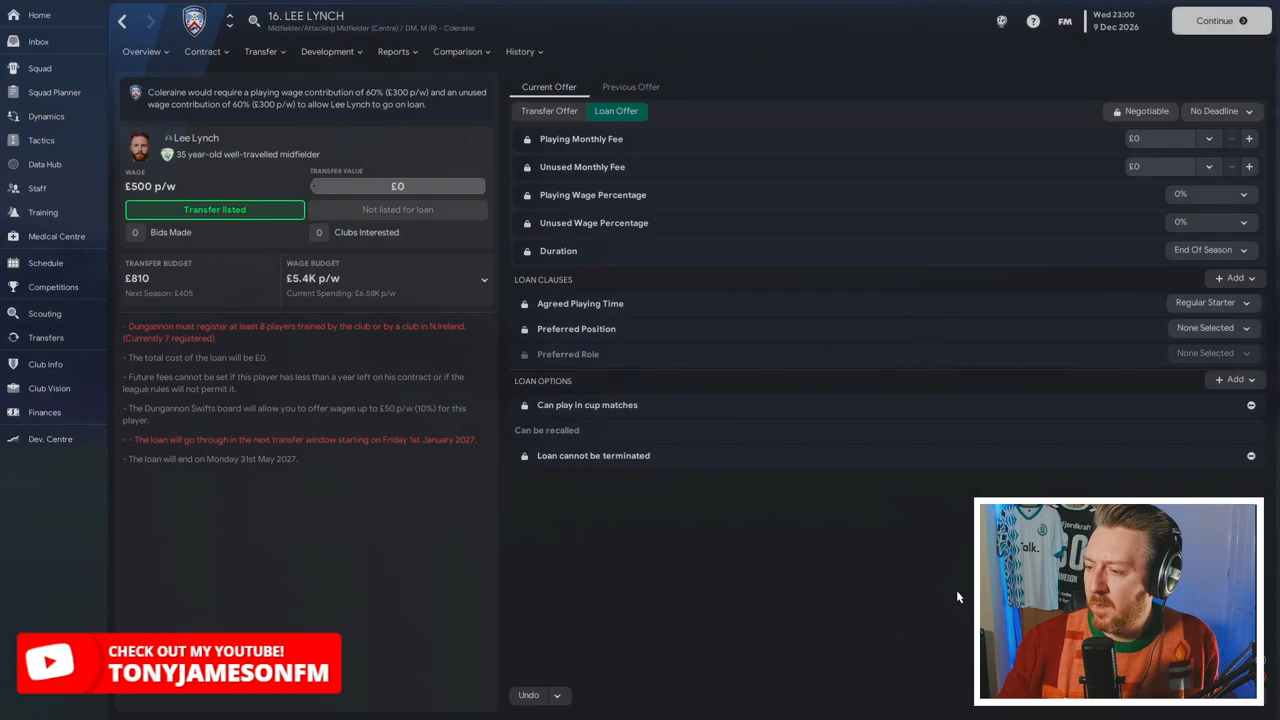 Home
Inbox
Squad
Squad Planner
Dynamics
Tactics
Data Hub
Staff
Training
Medical Centre
Schedule
Competitions
Scouting
Transfers
Club Info
Club Vision
Finances
Dev. Centre
16. LEE LYNCH
Midfielder/Attacking Midfielder (Centre) / DM, M (R) - Coleraine
FM
Wed 23:00
9 Dec 2026
Continue
Overview
Contract
Transfer
Development
Reports
Comparison
History
Coleraine would require a playing wage contribution of 60% (£300 p/w) and an unused
wage contribution of 60% (£300 p/w) to allow Lee Lynch to go on loan.
Lee Lynch
35 year-old well-travelled midfielder
WAGE
£500 p/w
TRANSFER VALUE
£0
Transfer listed
Not listed for loan
0 Bids Made
0 Clubs Interested
TRANSFER BUDGET
£810
Next Season: £405
WAGE BUDGET
£5.4K p/w
Current Spending: £6.58K p/w
- Dungannon must register at least 8 players trained by the club or by a club in N.Ireland.
(Currently 7 registered)
- The total cost of the loan will be £0.
- Future fees cannot be set if this player has less than a year left on his contract or if the
league rules will not permit it.
- The Dungannon Swifts board will allow you to offer wages up to £50 p/w (10%) for this
player.
- - The loan will go through in the next transfer window starting on Friday 1st January 2027.
- The loan will end on Monday 31st May 2027.
Current Offer
Previous Offer
Transfer Offer
Loan Offer
Negotiable
No Deadline
Playing Monthly Fee
£0
Unused Monthly Fee
£0
Playing Wage Percentage
0%
Unused Wage Percentage
0%
Duration
End Of Season
LOAN CLAUSES
+ Add
Agreed Playing Time
Regular Starter
Preferred Position
None Selected
Preferred Role
None Selected
LOAN OPTIONS
+ Add
Can play in cup matches
Can be recalled
Loan cannot be terminated
Undo
CHECK OUT MY YOUTUBE!
TONYJAMESONFM
Talk.
fjordkraft
JAMESON